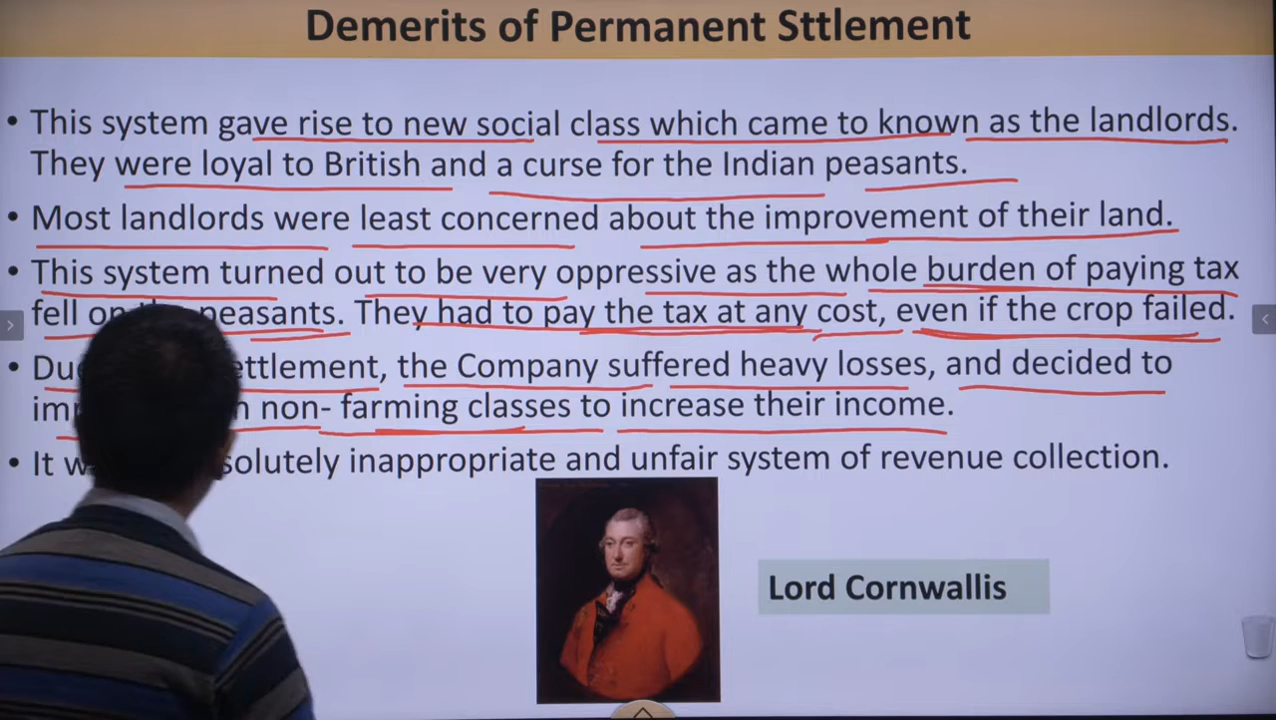 Demerits of Permanent Sttlement
• This system gave rise to new social class which came to known as the landlords.
They were loyal to British and a curse for the Indian peasants.
• Most landlords were least concerned about the improvement of their land.
• This system turned out to be very oppressive as the whole burden of paying tax
fell on peasants. They had to pay the tax at any cost, even if the crop failed.
• the Company suffered heavy losses, and decided to
non- farming classes to increase their income.
• It inappropriate and unfair system of revenue collection.
Lord Cornwallis